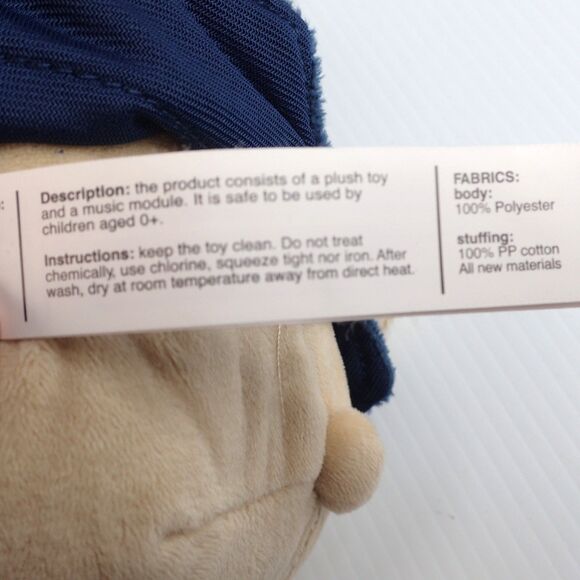 :
Description: the product consists of a plush toy
and a music module. It is safe to be used by
children aged 0+.
Instructions: keep the toy clean. Do not treat
chemically, use chlorine, squeeze tight nor iron. After
wash, dry at room temperature away from direct heat.
FABRICS:
body:
100% Polyester
stuffing:
100% PP cotton
All new materials